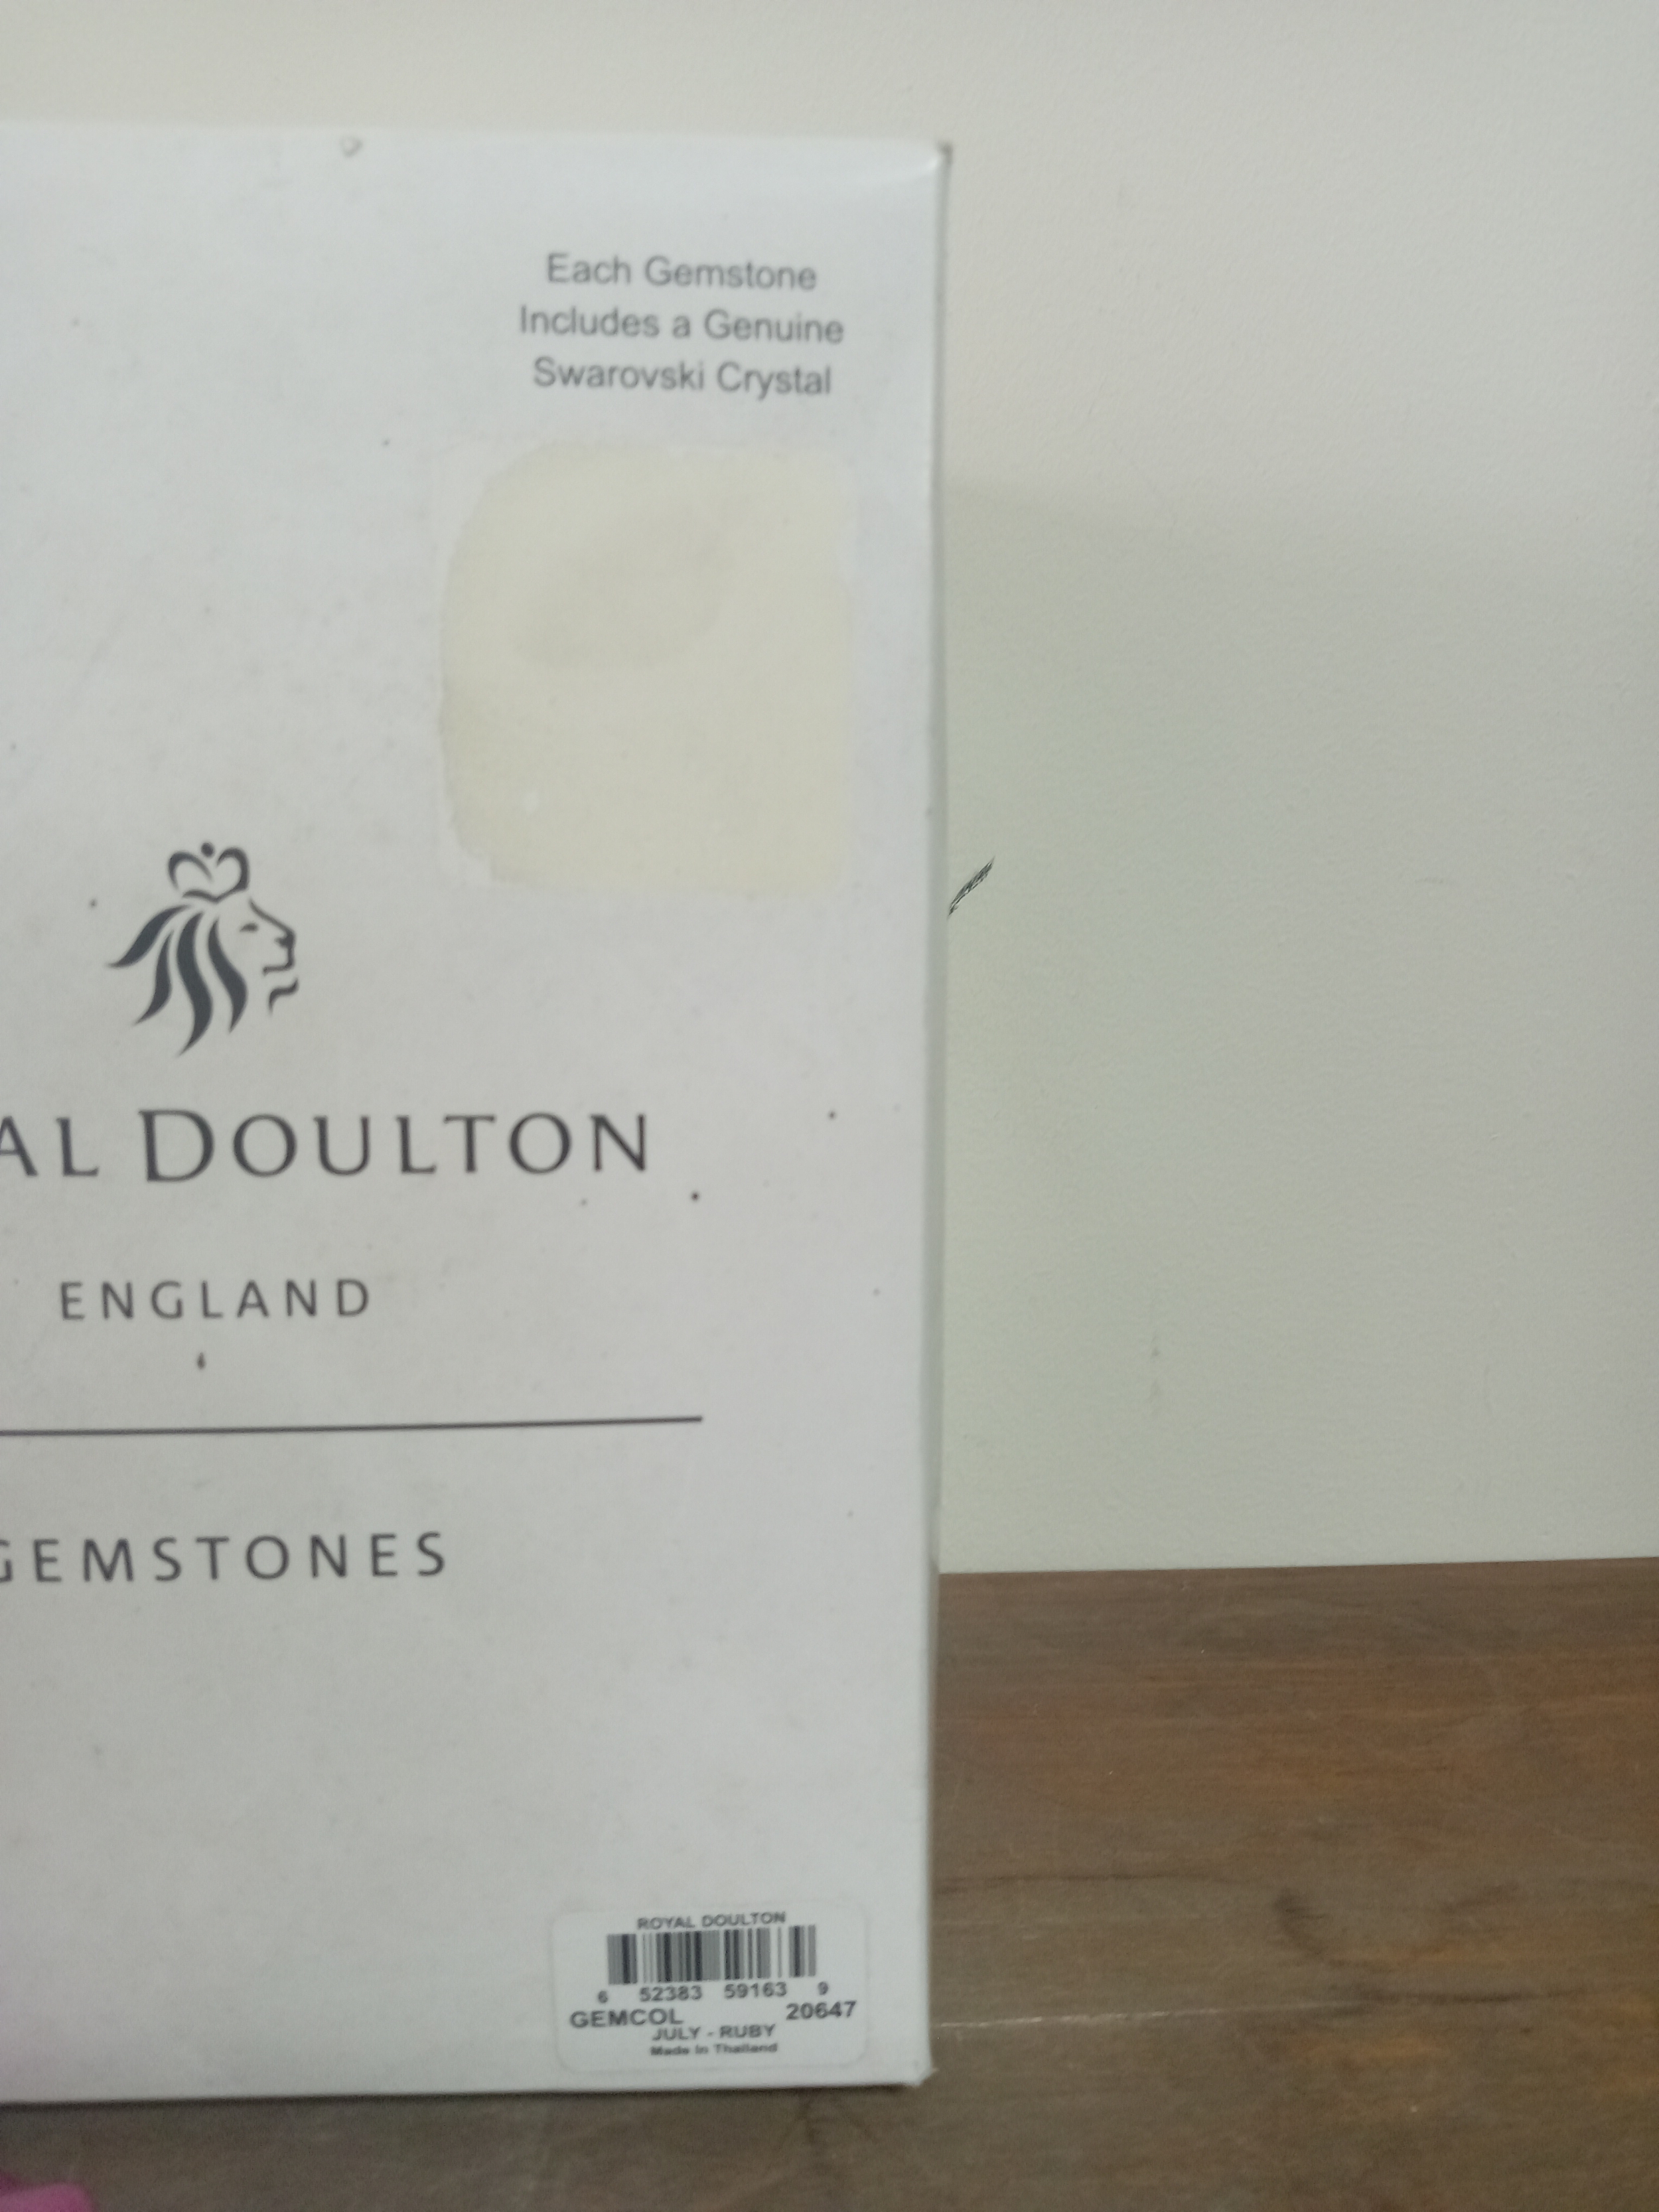 Each Gemstone
Includes a Genuine
Swarovski Crystal
AL DOULTON
ENGLAND
GEMSTONES
ROYAL DOULTON
6 52383 59163 9
GEMCOL 20647
JULY - RUBY
Made In Thailand